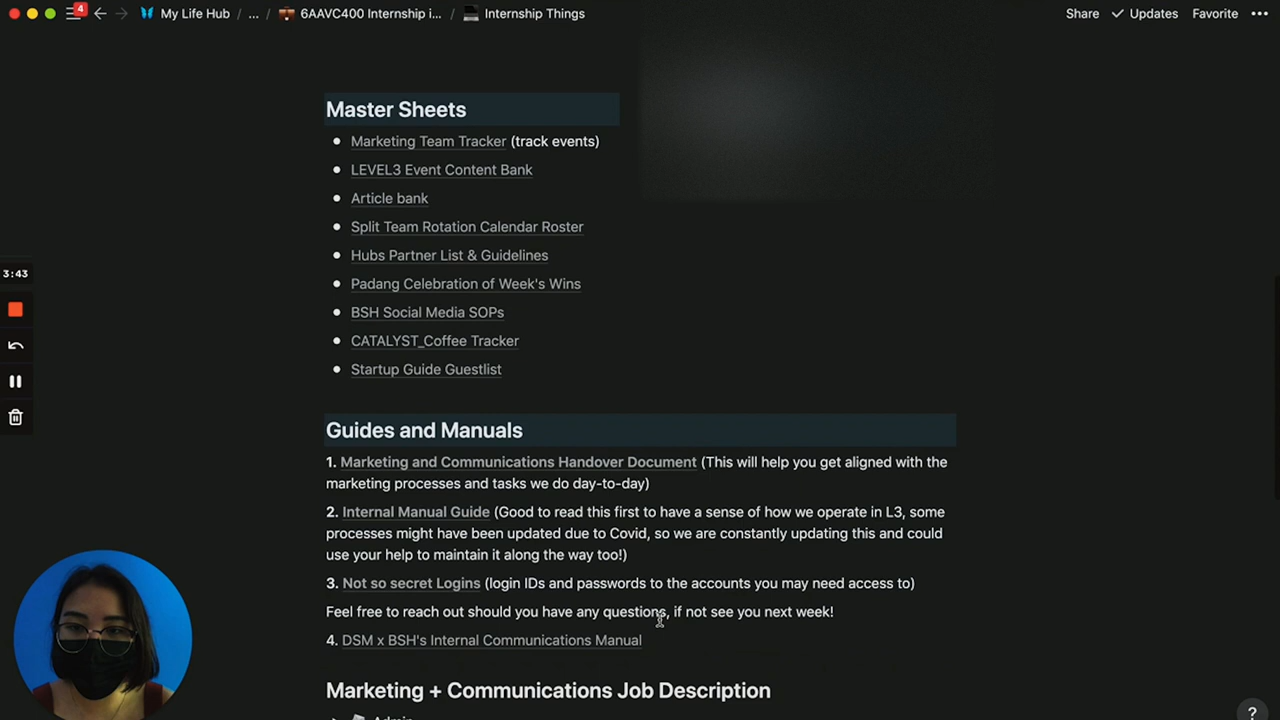 4
My Life Hub / ... / 6AAVC400 Internship i... / Internship Things
Share Updates Favorite
Master Sheets
Marketing Team Tracker (track events)
LEVEL3 Event Content Bank
Article bank
Split Team Rotation Calendar Roster
Hubs Partner List & Guidelines
Padang Celebration of Week's Wins
3:43
BSH Social Media SOPs
CATALYST_Coffee Tracker
Startup Guide Guestlist
Guides and Manuals
1. Marketing and Communications Handover Document (This will help you get aligned with the
marketing processes and tasks we do day-to-day)
2. Internal Manual Guide (Good to read this first to have a sense of how we operate in L3, some
processes might have been updated due to Covid, so we are constantly updating this and could
use your help to maintain it along the way too!)
3. Not so secret Logins (login IDs and passwords to the accounts you may need access to)
Feel free to reach out should you have any questions, if not see you next week!
4. DSM x BSH's Internal Communications Manual
Marketing + Communications Job Description
Admin
?